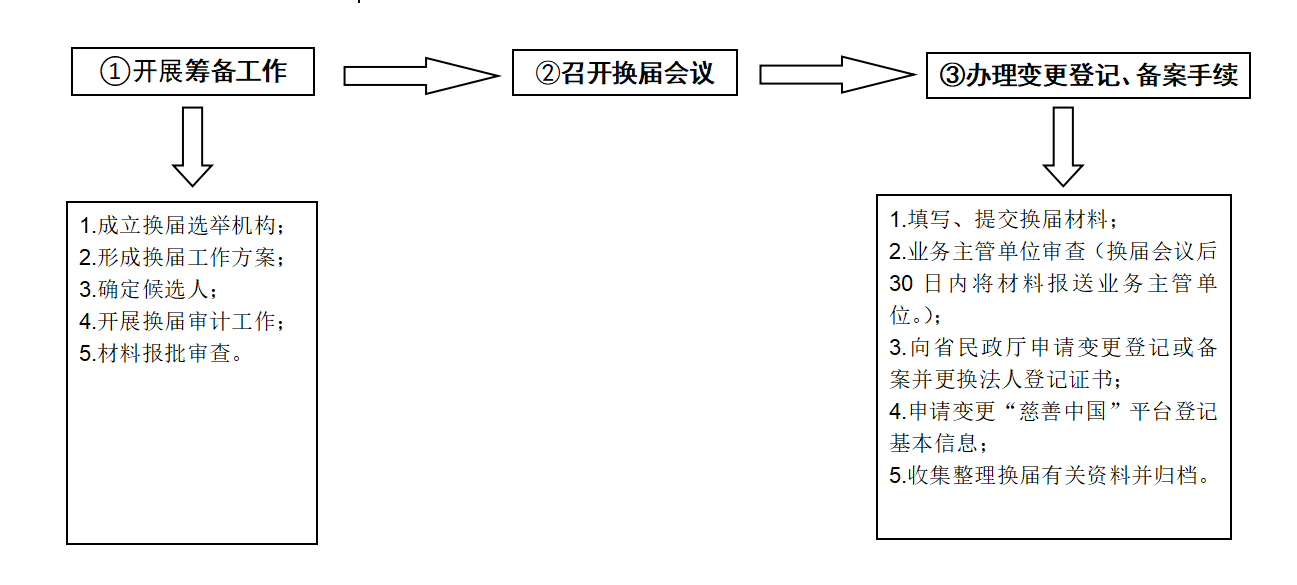 ①开展筹备工作
②召开换届会议
③办理变更登记、备案手续
1.成立换届选举机构；
2.形成换届工作方案；
3.确定候选人；
4.开展换届审计工作；
5.材料报批审查。
1.填写、提交换届材料；
2.业务主管单位审查（换届会议后
30 日内将材料报送业务主管单
位。）；
3.向省民政厅申请变更登记或备
案并更换法人登记证书；
4.申请变更“慈善中国”平台登记
基本信息；
5.收集整理换届有关资料并归档。